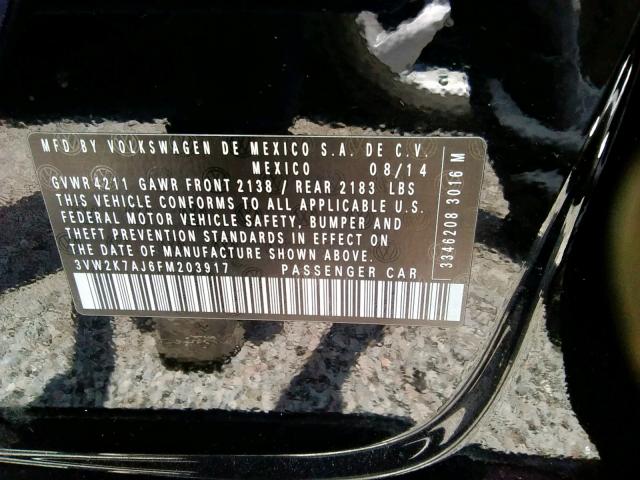 MFD BY VOLKSWAGEN DE MEXICO S.A. DE C.V.
MEXICO 08/14
GVWR 4211 GAWR FRONT 2138 / REAR 2183 LBS
THIS VEHICLE CONFORMS TO ALL APPLICABLE U.S.
FEDERAL MOTOR VEHICLE SAFETY, BUMPER AND
THEFT PREVENTION STANDARDS IN EFFECT ON
THE DATE OF MANUFACTURE SHOWN ABOVE.
3VW2K7AJ6FM203917 PASSENGER CAR
3346208 3016 M